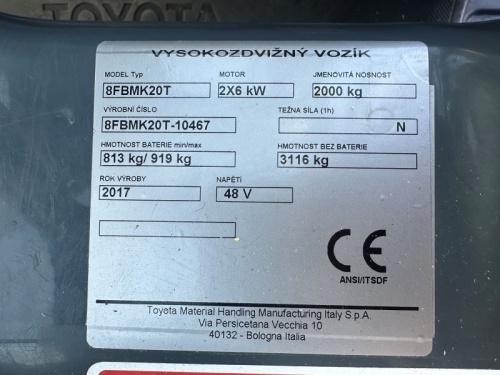 TOYOTA
VYSOKOZDVIŽNÝ VOZÍK
MODEL Typ MOTOR JMENOVITÁ NOSNOST
8FBMK20T 2X6 kW 2000 kg
VÝROBNÍ ČÍSLO TEŽNA SÍLA (1h)
8FBMK20T-10467 N
HMOTNOST BATERIE min/max HMOTNOST BEZ BATERIE
813 kg/ 919 kg 3116 kg
ROK VÝROBY NAPĚTÍ
2017 48 V
CE
ANSI/ITSDF
Toyota Material Handling Manufacturing Italy S.p.A.
Via Persicetana Vecchia 10
40132 - Bologna Italia